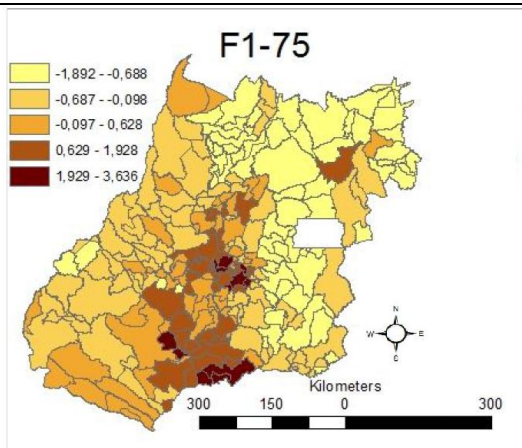 F1-75
-1,892 - -0,688
-0,687 - -0,098
-0,097 - 0,628
0,629 - 1,928
1,929 - 3,636
N
W E
S
Kilometers
300 150 0 300